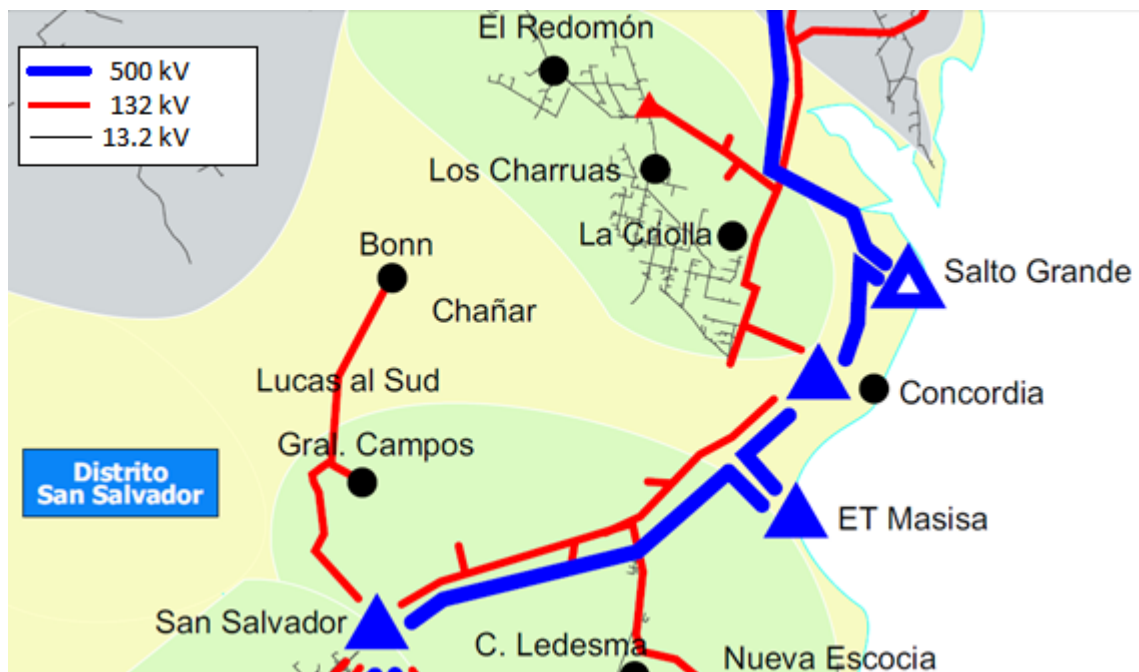 500 kV
132 kV
13.2 kV
El Redomón
Los Charruas
La Criolla
Bonn
Chañar
Salto Grande
Lucas al Sud
Concordia
Gral. Campos
Distrito
San Salvador
ET Masisa
San Salvador
C. Ledesma
Nueva Escocia